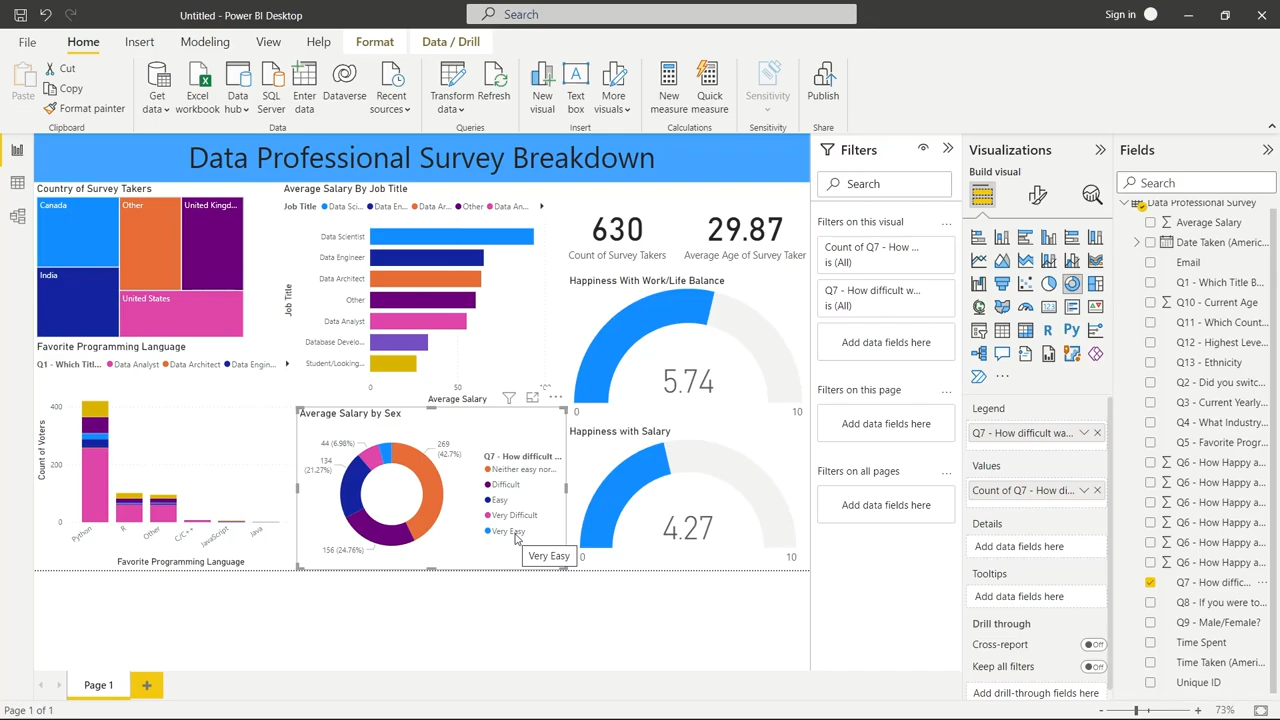 Untitled - Power BI Desktop
Search
Sign in
File
Home
Insert
Modeling
View
Help
Format
Data / Drill
Paste
Cut
Copy
Format painter
Get data
Excel workbook
Data hub
SQL Server
Enter data
Dataverse
Recent sources
Transform data
Refresh
New visual
Text box
More visuals
New measure
Quick measure
Sensitivity
Publish
Clipboard
Data
Queries
Insert
Calculations
Sensitivity
Share
Data Professional Survey Breakdown
Country of Survey Takers
Canada
Other
United Kingd...
India
United States
Average Salary By Job Title
Job Title
Data Sci...
Data En...
Data Ar...
Other
Data An...
Job Title
Data Scientist
Data Engineer
Data Architect
Other
Data Analyst
Database Develo...
Student/Looking...
0
50
Average Salary
630
Count of Survey Takers
29.87
Average Age of Survey Taker
Happiness With Work/Life Balance
5.74
0
10
Favorite Programming Language
Q1 - Which Titl...
Data Analyst
Data Architect
Data Engin...
Count of Voters
400
200
0
Python
R
Other
C/C++
JavaScript
Java
Favorite Programming Language
Average Salary by Sex
44 (6.98%)
269
(42.7%)
134
(21.27%)
156 (24.76%)
Q7 - How difficult ...
Neither easy nor...
Difficult
Easy
Very Difficult
Very Easy
Very Easy
Happiness with Salary
4.27
0
10
Filters
Search
Filters on this visual
...
Count of Q7 - How ...
is (All)
Q7 - How difficult w...
is (All)
Add data fields here
Filters on this page
...
Add data fields here
Filters on all pages
...
Add data fields here
Visualizations
Build visual
R
Py
...
Legend
Q7 - How difficult wa...
Values
Count of Q7 - How di...
Details
Add data fields here
Tooltips
Add data fields here
Drill through
Cross-report
Off
Keep all filters
Off
Add drill-through fields here
Fields
Search
Data Professional Survey
Average Salary
Date Taken (Americ...
Email
Q1 - Which Title B...
Q10 - Current Age
Q11 - Which Count...
Q12 - Highest Leve...
Q13 - Ethnicity
Q2 - Did you switc...
Q3 - Current Yearly...
Q4 - What Industry...
Q5 - Favorite Progr...
Q6 - How Happy a...
Q6 - How Happy a...
Q6 - How Happy a...
Q6 - How Happy a...
Q6 - How Happy a...
Q6 - How Happy a...
Q7 - How diffic...
Q8 - If you were to...
Q9 - Male/Female?
Time Spent
Time Taken (Ameri...
Unique ID
Page 1
Page 1 of 1
73%